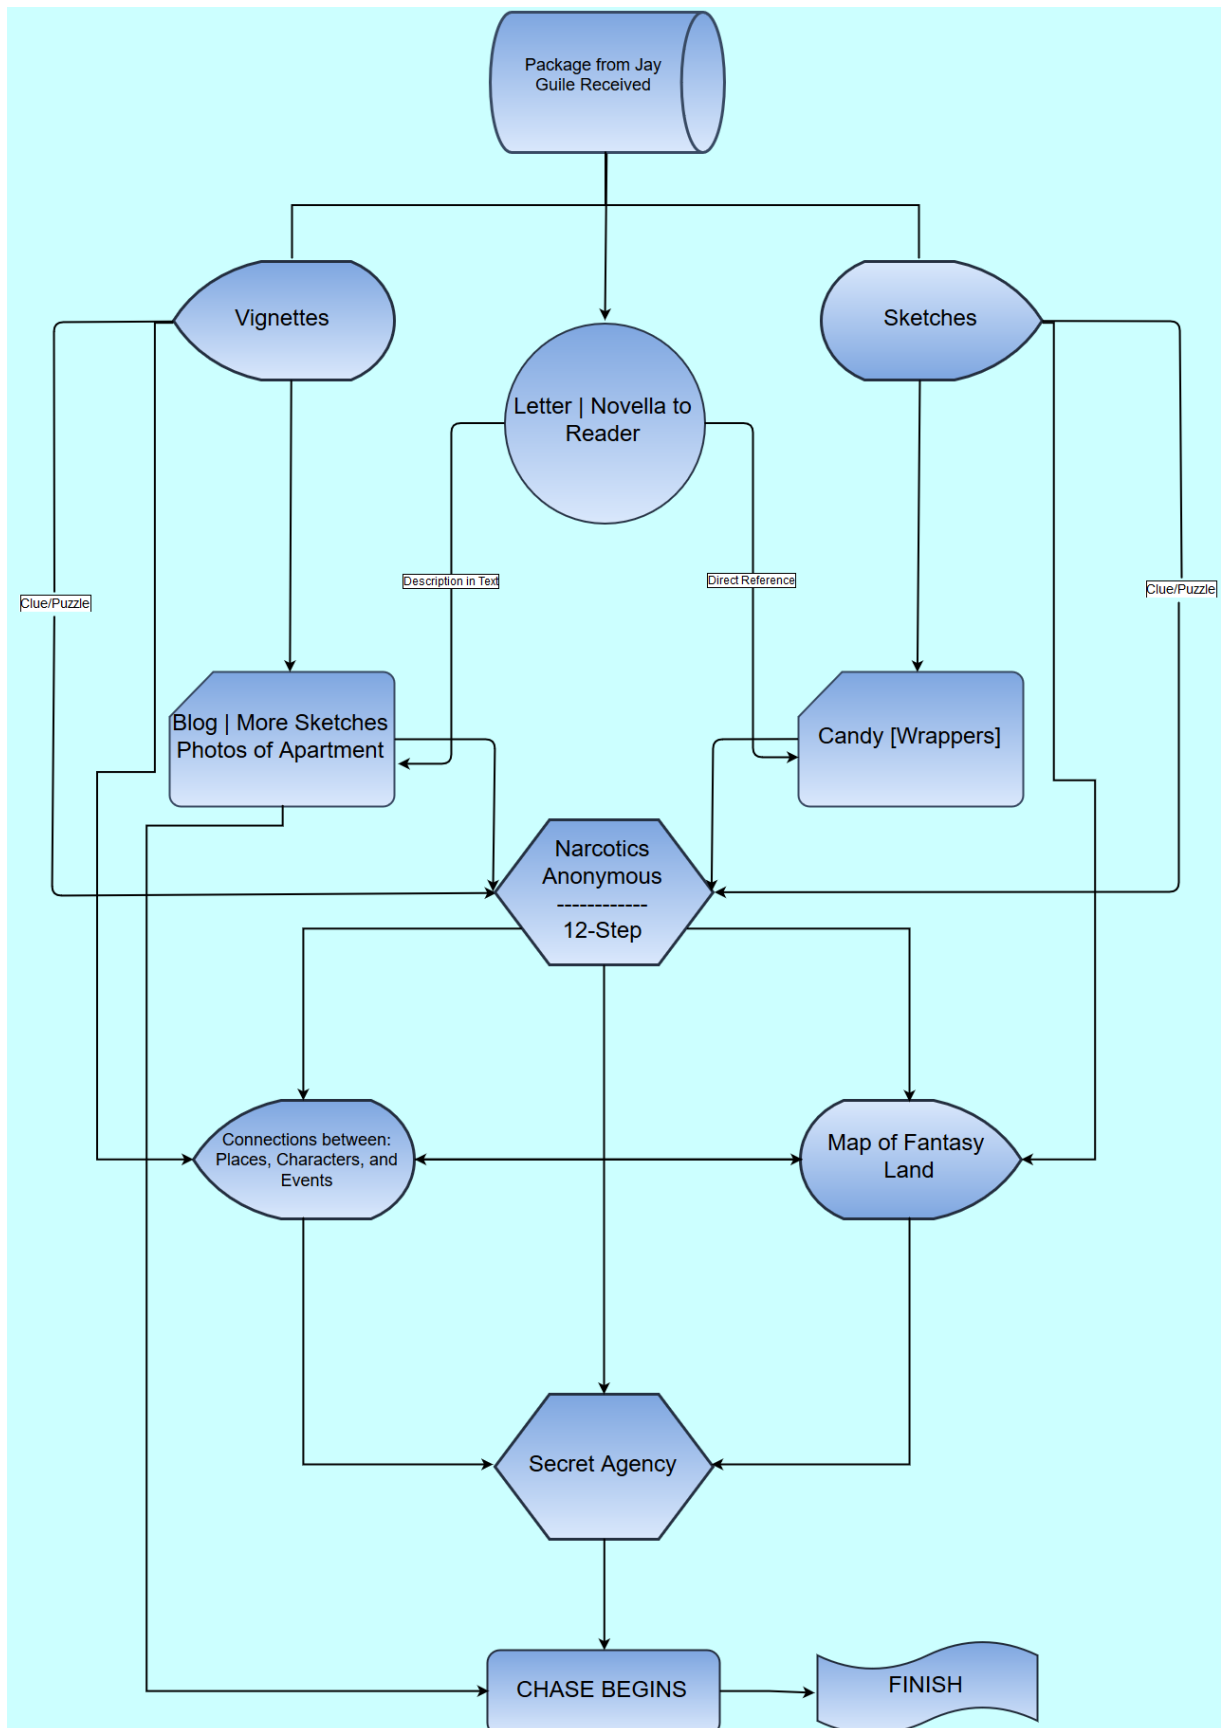 Package from Jay
Guile Received
Vignettes
Sketches
Letter | Novella to
Reader
Description in Text
Direct Reference
Clue/Puzzle
Clue/Puzzle
Blog | More Sketches
Photos of Apartment
Candy [Wrappers]
Narcotics
Anonymous
------------
12-Step
Connections between:
Places, Characters, and
Events
Map of Fantasy
Land
Secret Agency
CHASE BEGINS
FINISH